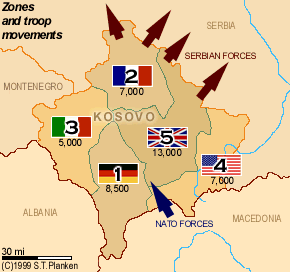 Zones
and troop
movements
SERBIA
SERBIAN FORCES
MONTENEGRO
2
7,000
KOSOVO
3
5,000
5
13,000
1
8,500
4
7,000
ALBANIA
NATO FORCES
MACEDONIA
30 mi
(C)1999 S.T.Planken